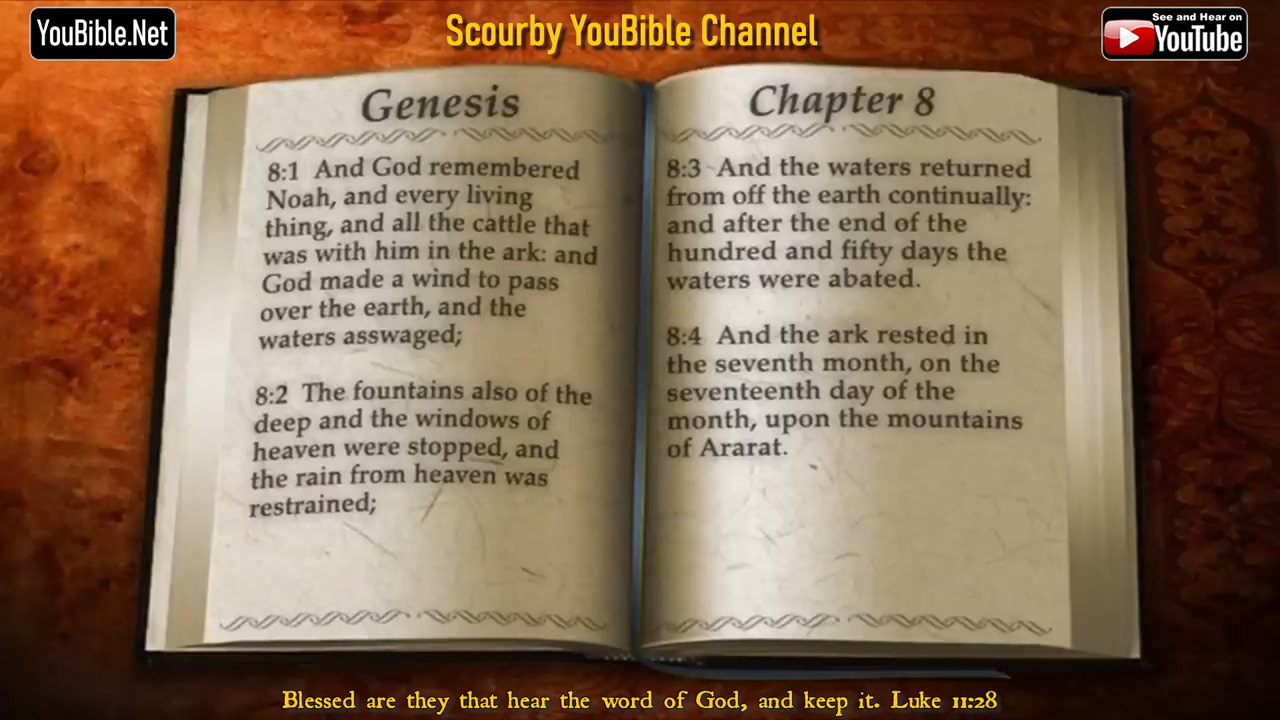 YouBible.Net
Scourby YouBible Channel
See and Hear on
YouTube
Genesis
8:1 And God remembered
Noah, and every living
thing, and all the cattle that
was with him in the ark: and
God made a wind to pass
over the earth, and the
waters asswaged;
8:2 The fountains also of the
deep and the windows of
heaven were stopped, and
the rain from heaven was
restrained;
Chapter 8
8:3 And the waters returned
from off the earth continually:
and after the end of the
hundred and fifty days the
waters were abated.
8:4 And the ark rested in
the seventh month, on the
seventeenth day of the
month, upon the mountains
of Ararat.
Blessed are they that hear the word of God, and keep it. Luke 11:28